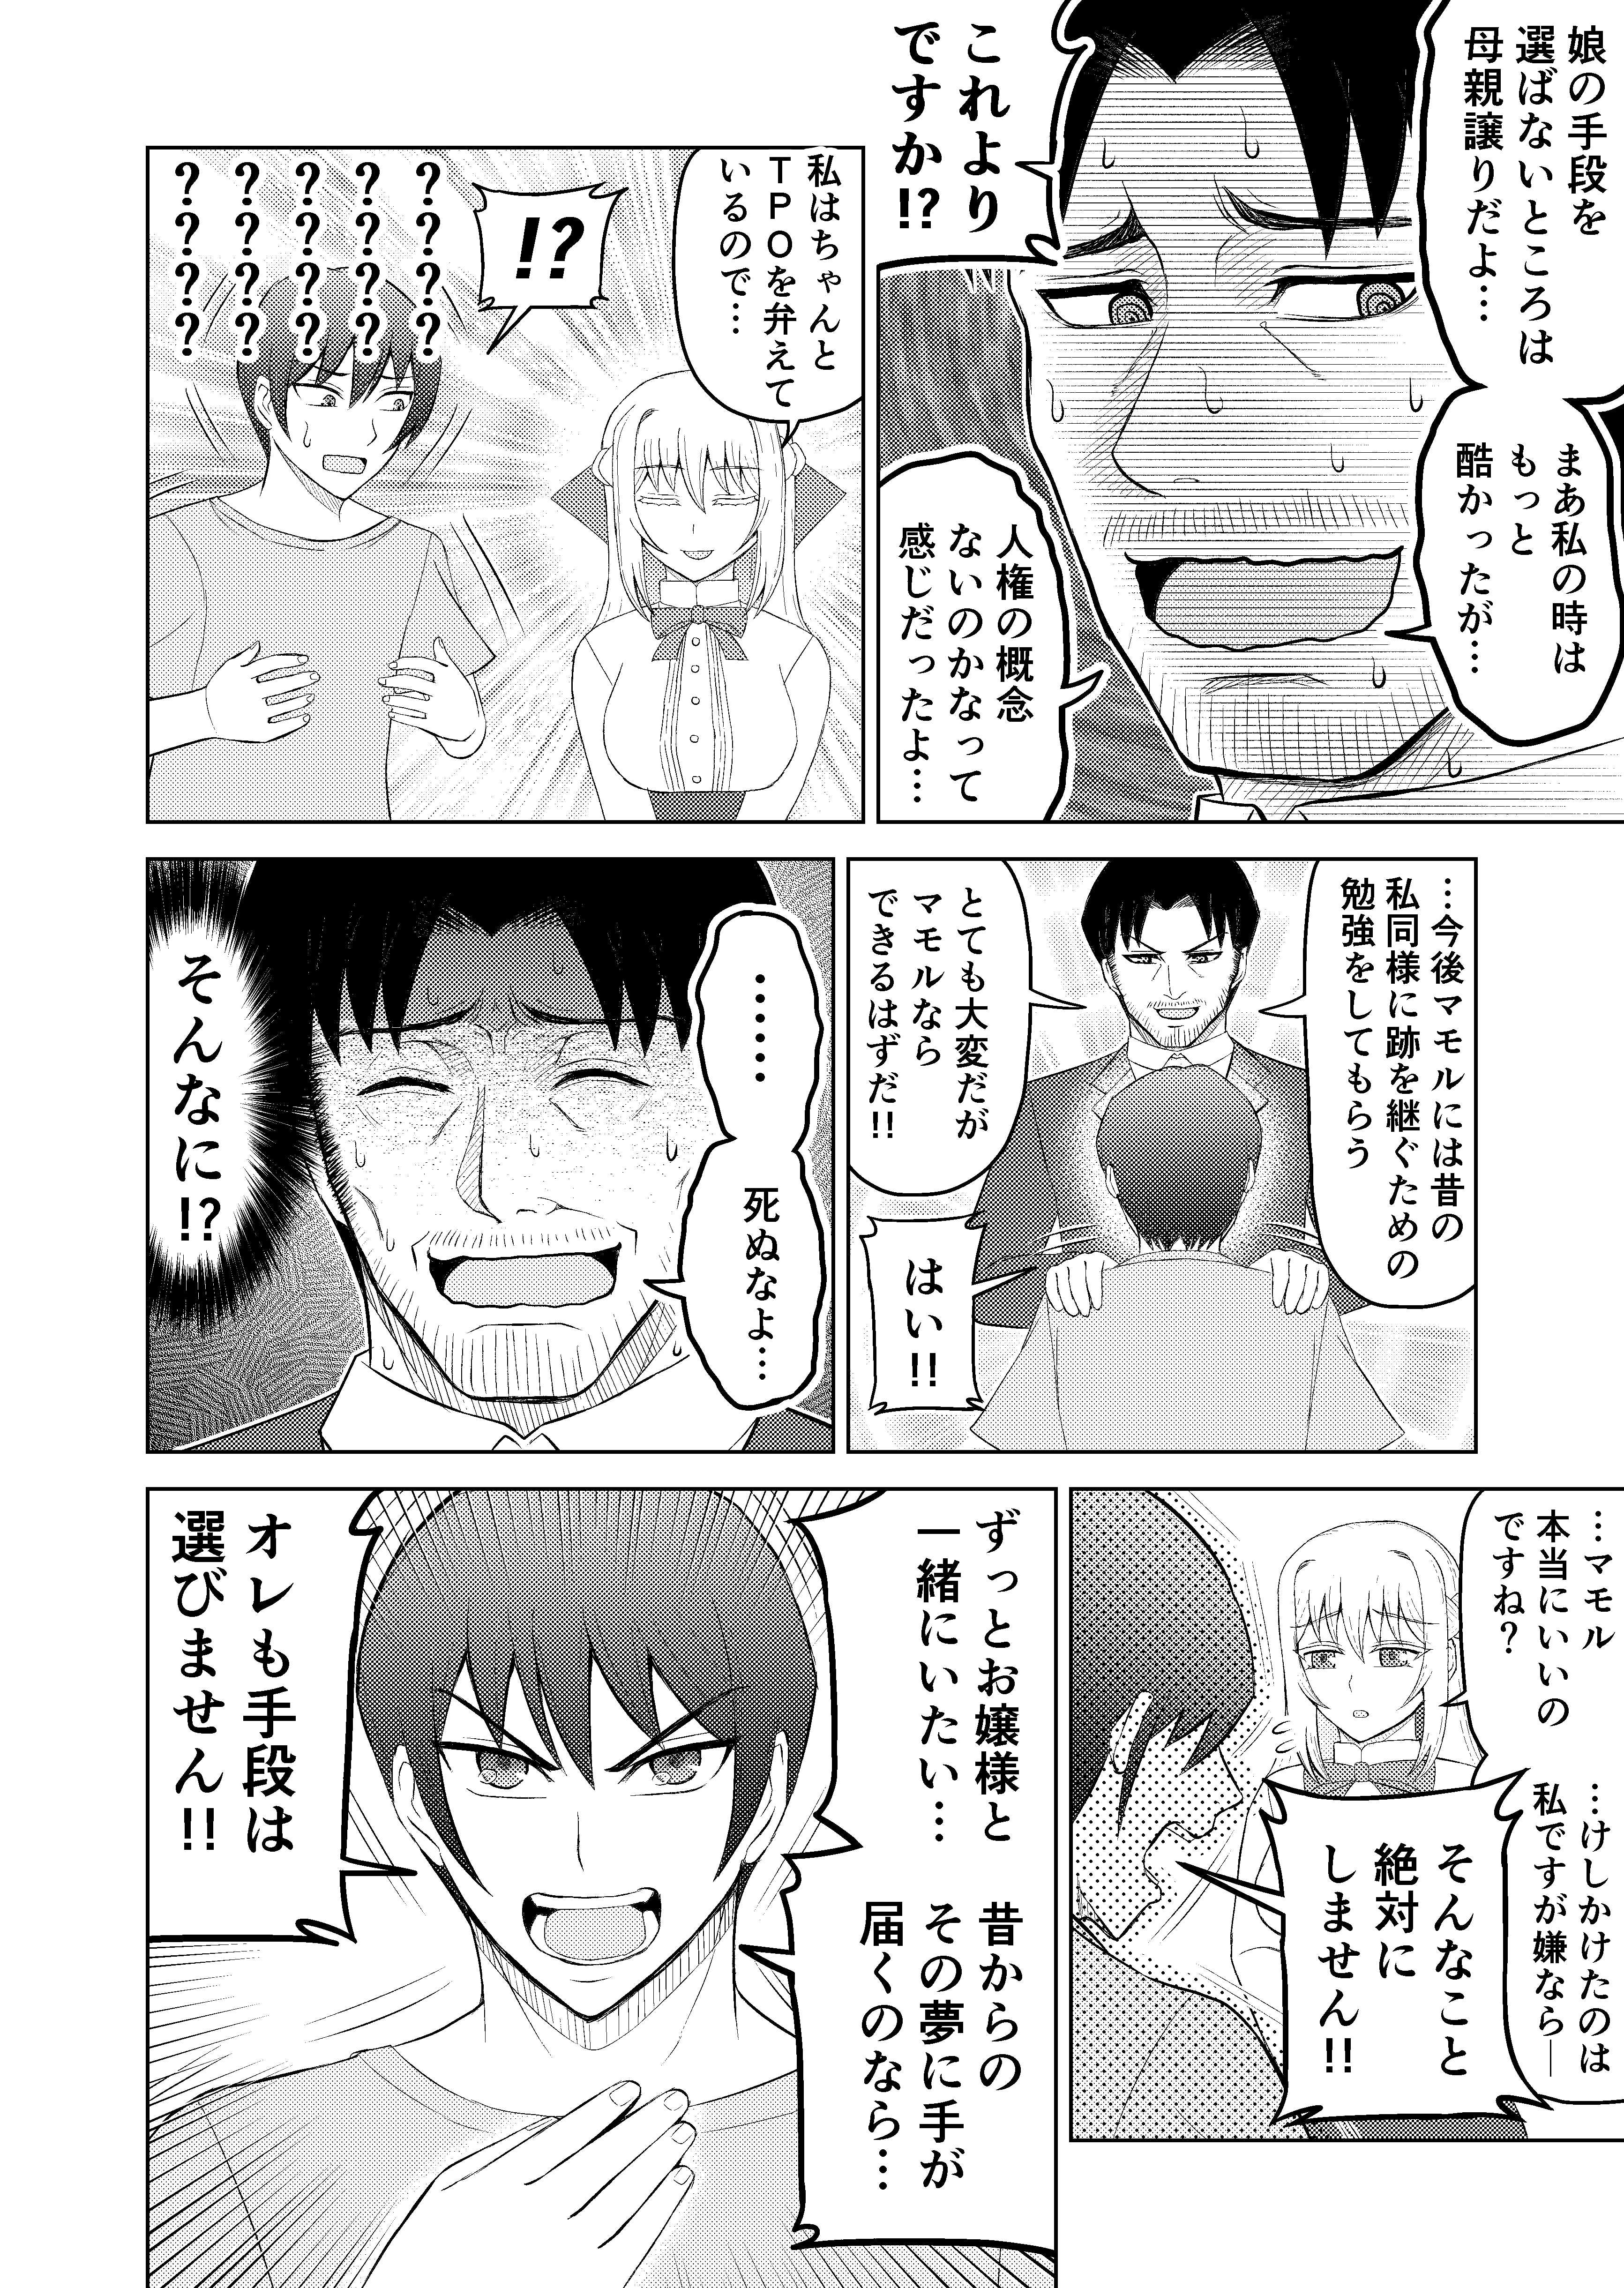 娘の手段を
選ばないところは
母親譲りだよ…
まあ私の時は
もっと
酷かったが…
これより
ですか!?
人権の概念
ないのかなって
感じだったよ…
私はちゃんと
TPOを弁えて
いるので…
!?
？？？？
？？？？
？？？？
？？？？
？？？？
…今後マモルには昔の
私同様に跡を継ぐための
勉強をしてもらう
とても大変だが
マモルなら
できるはずだ!!
はい!!
……
死ぬなよ…
そんなに!?
…マモル
本当にいいの
ですね?
…けしかけたのは
私ですが嫌なら―
そんなこと
絶対に
しません!!
ずっとお嬢様と
一緒にいたい…
昔からの
その夢に手が
届くのなら…
オレも手段は
選びません!!